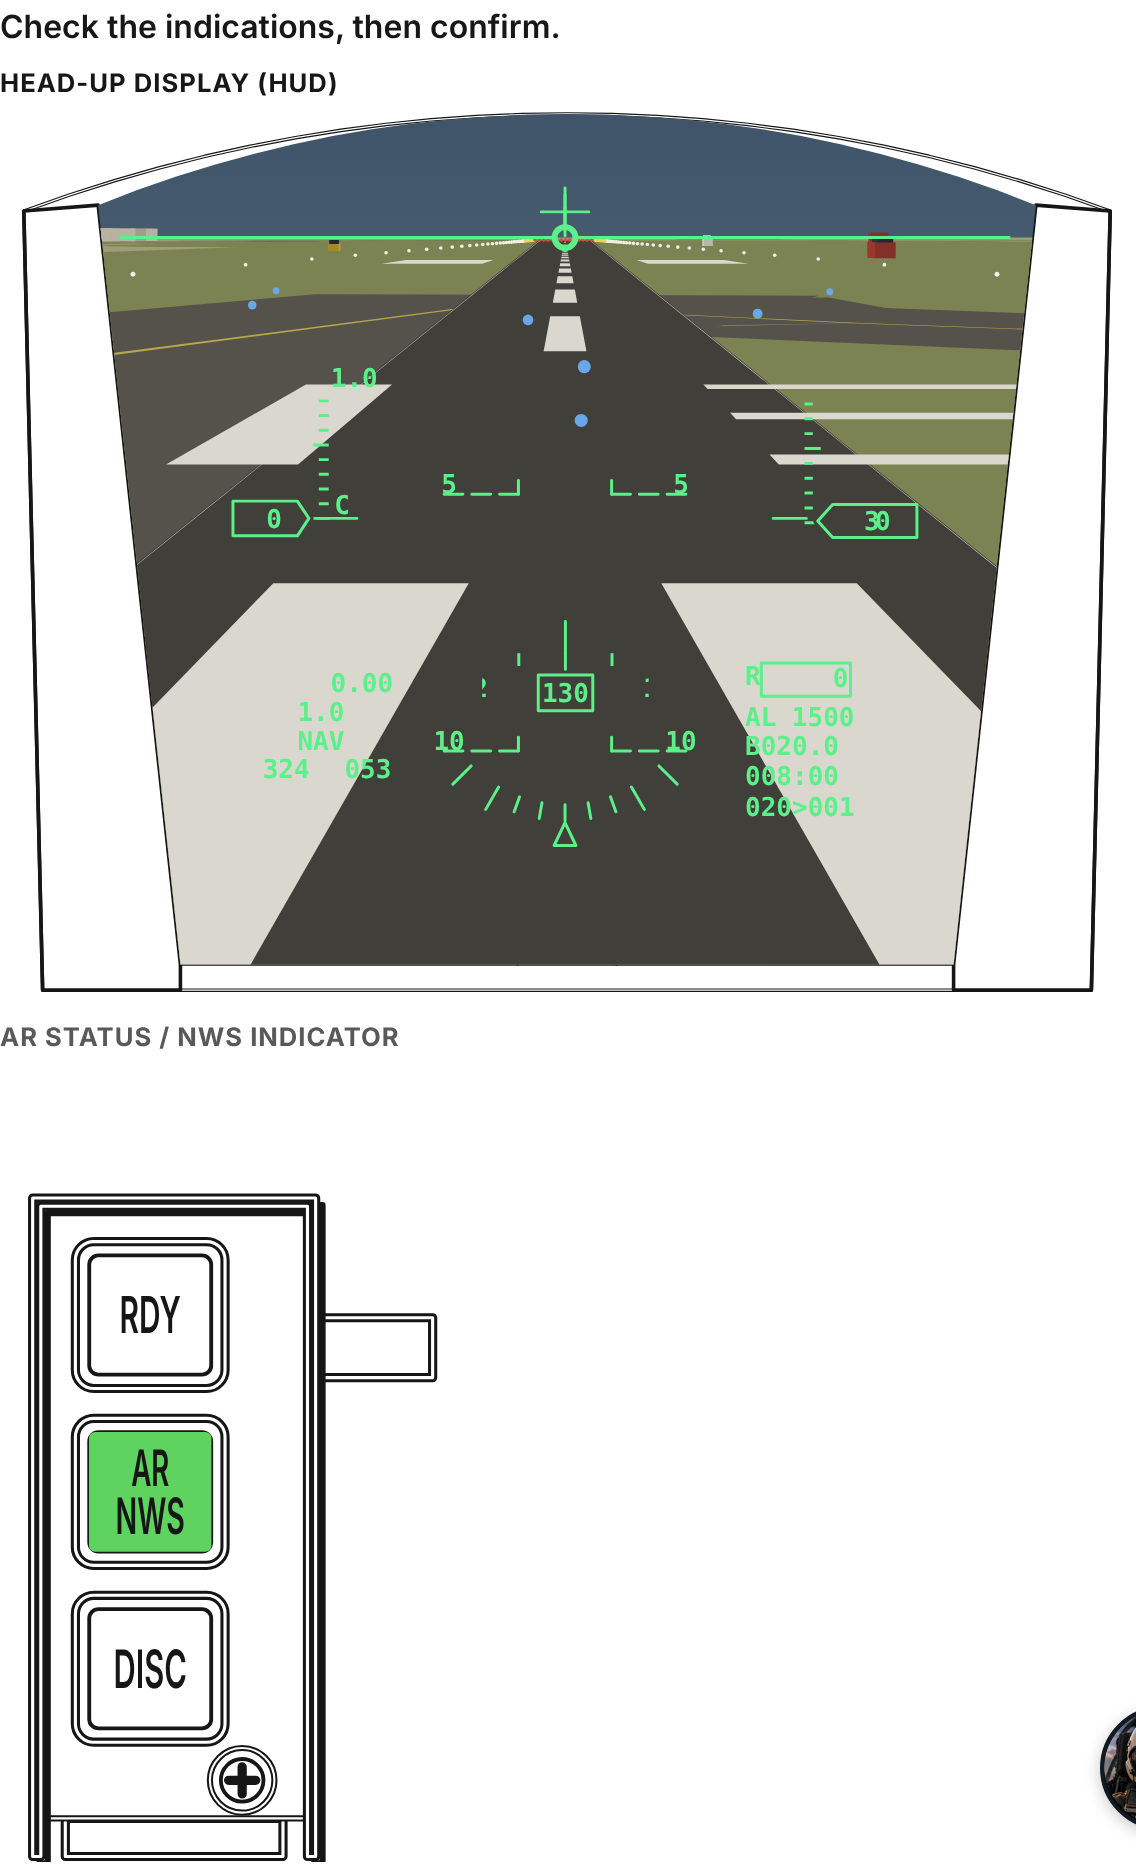 Check the indications, then confirm.
HEAD-UP DISPLAY (HUD)
1.0
5 5
C
0 30
0.00
1.0
NAV
324 053
130
10 10
R 0
AL 1500
B020.0
008:00
020>001
AR STATUS / NWS INDICATOR
RDY
AR
NWS
DISC